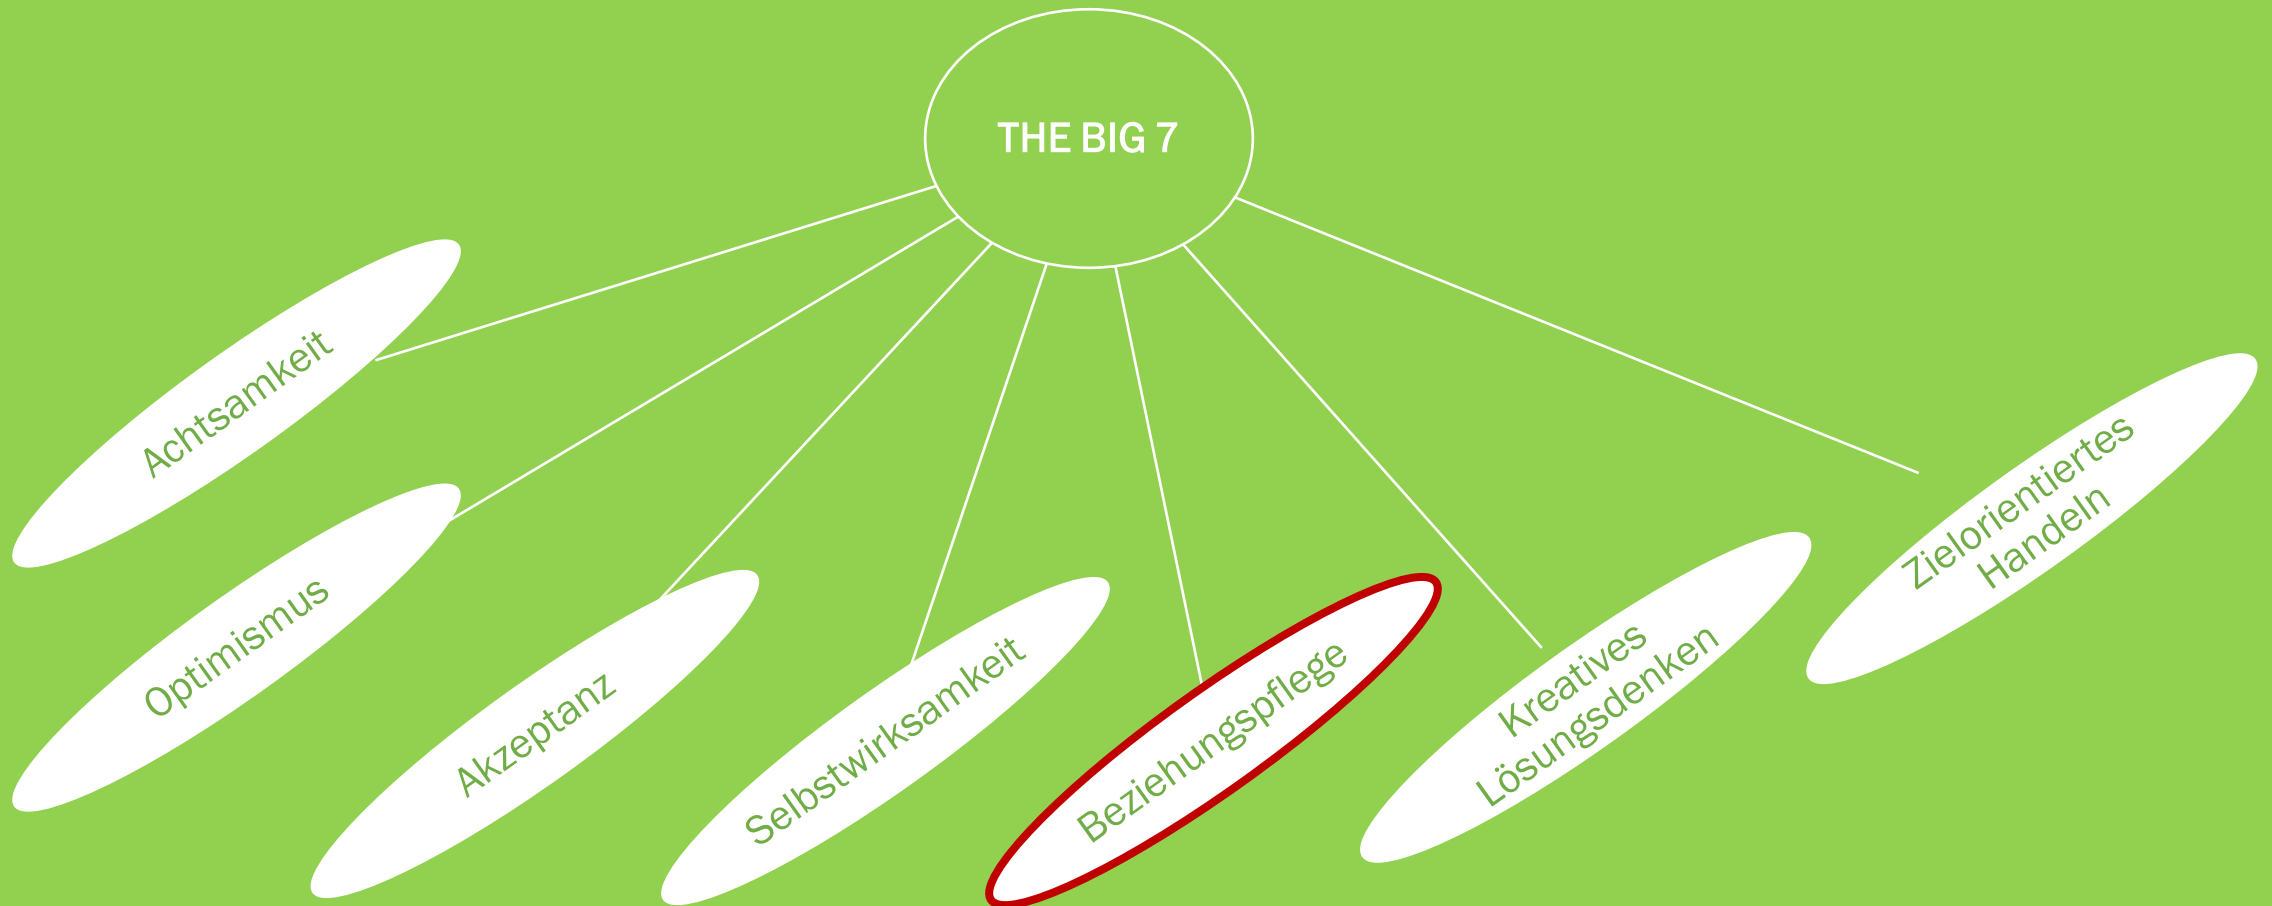 THE BIG 7
Achtsamkeit
Optimismus
Akzeptanz
Selbstwirksamkeit
Beziehungspflege
Kreatives
Lösungsdenken
Zielorientiertes
Handeln